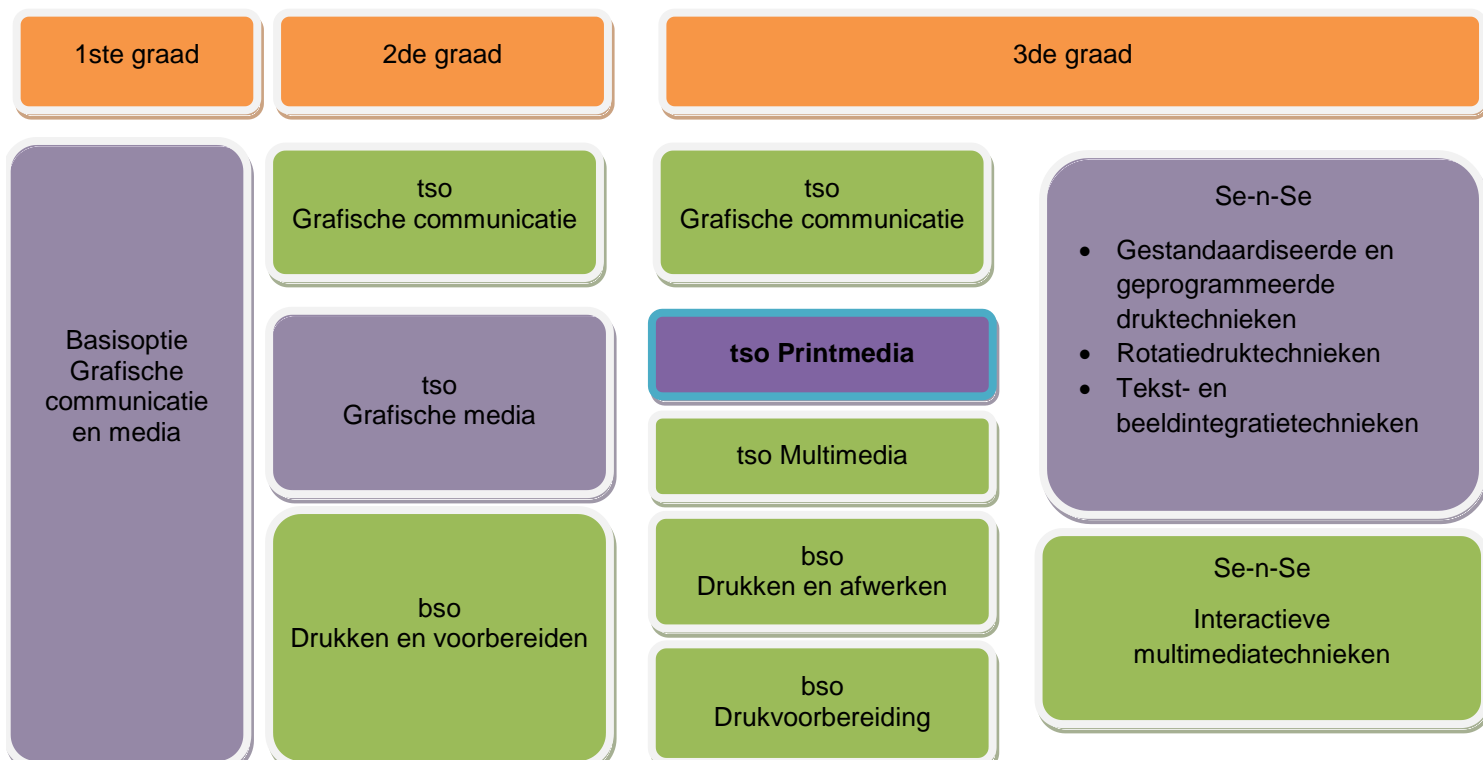 1ste graad
2de graad
3de graad
Basisoptie
Grafische
communicatie
en media
tso
Grafische communicatie
tso
Grafische media
bso
Drukken en voorbereiden
tso
Grafische communicatie
tso Printmedia
tso Multimedia
bso
Drukken en afwerken
bso
Drukvoorbereiding
Se-n-Se
• Gestandaardiseerde en
geprogrammeerde
druktechnieken
• Rotatiedruktechnieken
• Tekst- en
beeldintegratietechnieken
Se-n-Se
Interactieve
multimediatechnieken